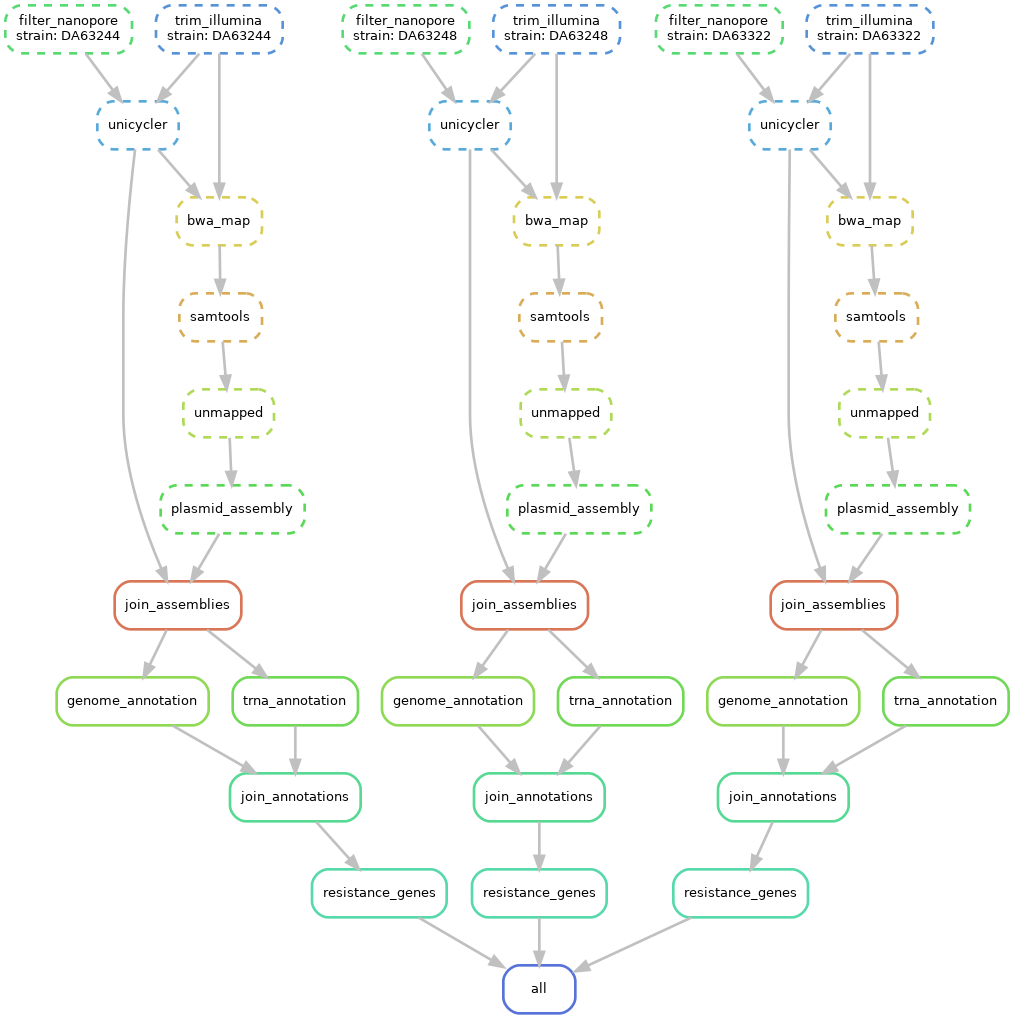 filter_nanopore
strain: DA63244
trim_illumina
strain: DA63244
filter_nanopore
strain: DA63248
trim_illumina
strain: DA63248
filter_nanopore
strain: DA63322
trim_illumina
strain: DA63322
unicycler
unicycler
unicycler
bwa_map
bwa_map
bwa_map
samtools
samtools
samtools
unmapped
unmapped
unmapped
plasmid_assembly
plasmid_assembly
plasmid_assembly
join_assemblies
join_assemblies
join_assemblies
genome_annotation
trna_annotation
genome_annotation
trna_annotation
genome_annotation
trna_annotation
join_annotations
join_annotations
join_annotations
resistance_genes
resistance_genes
resistance_genes
all